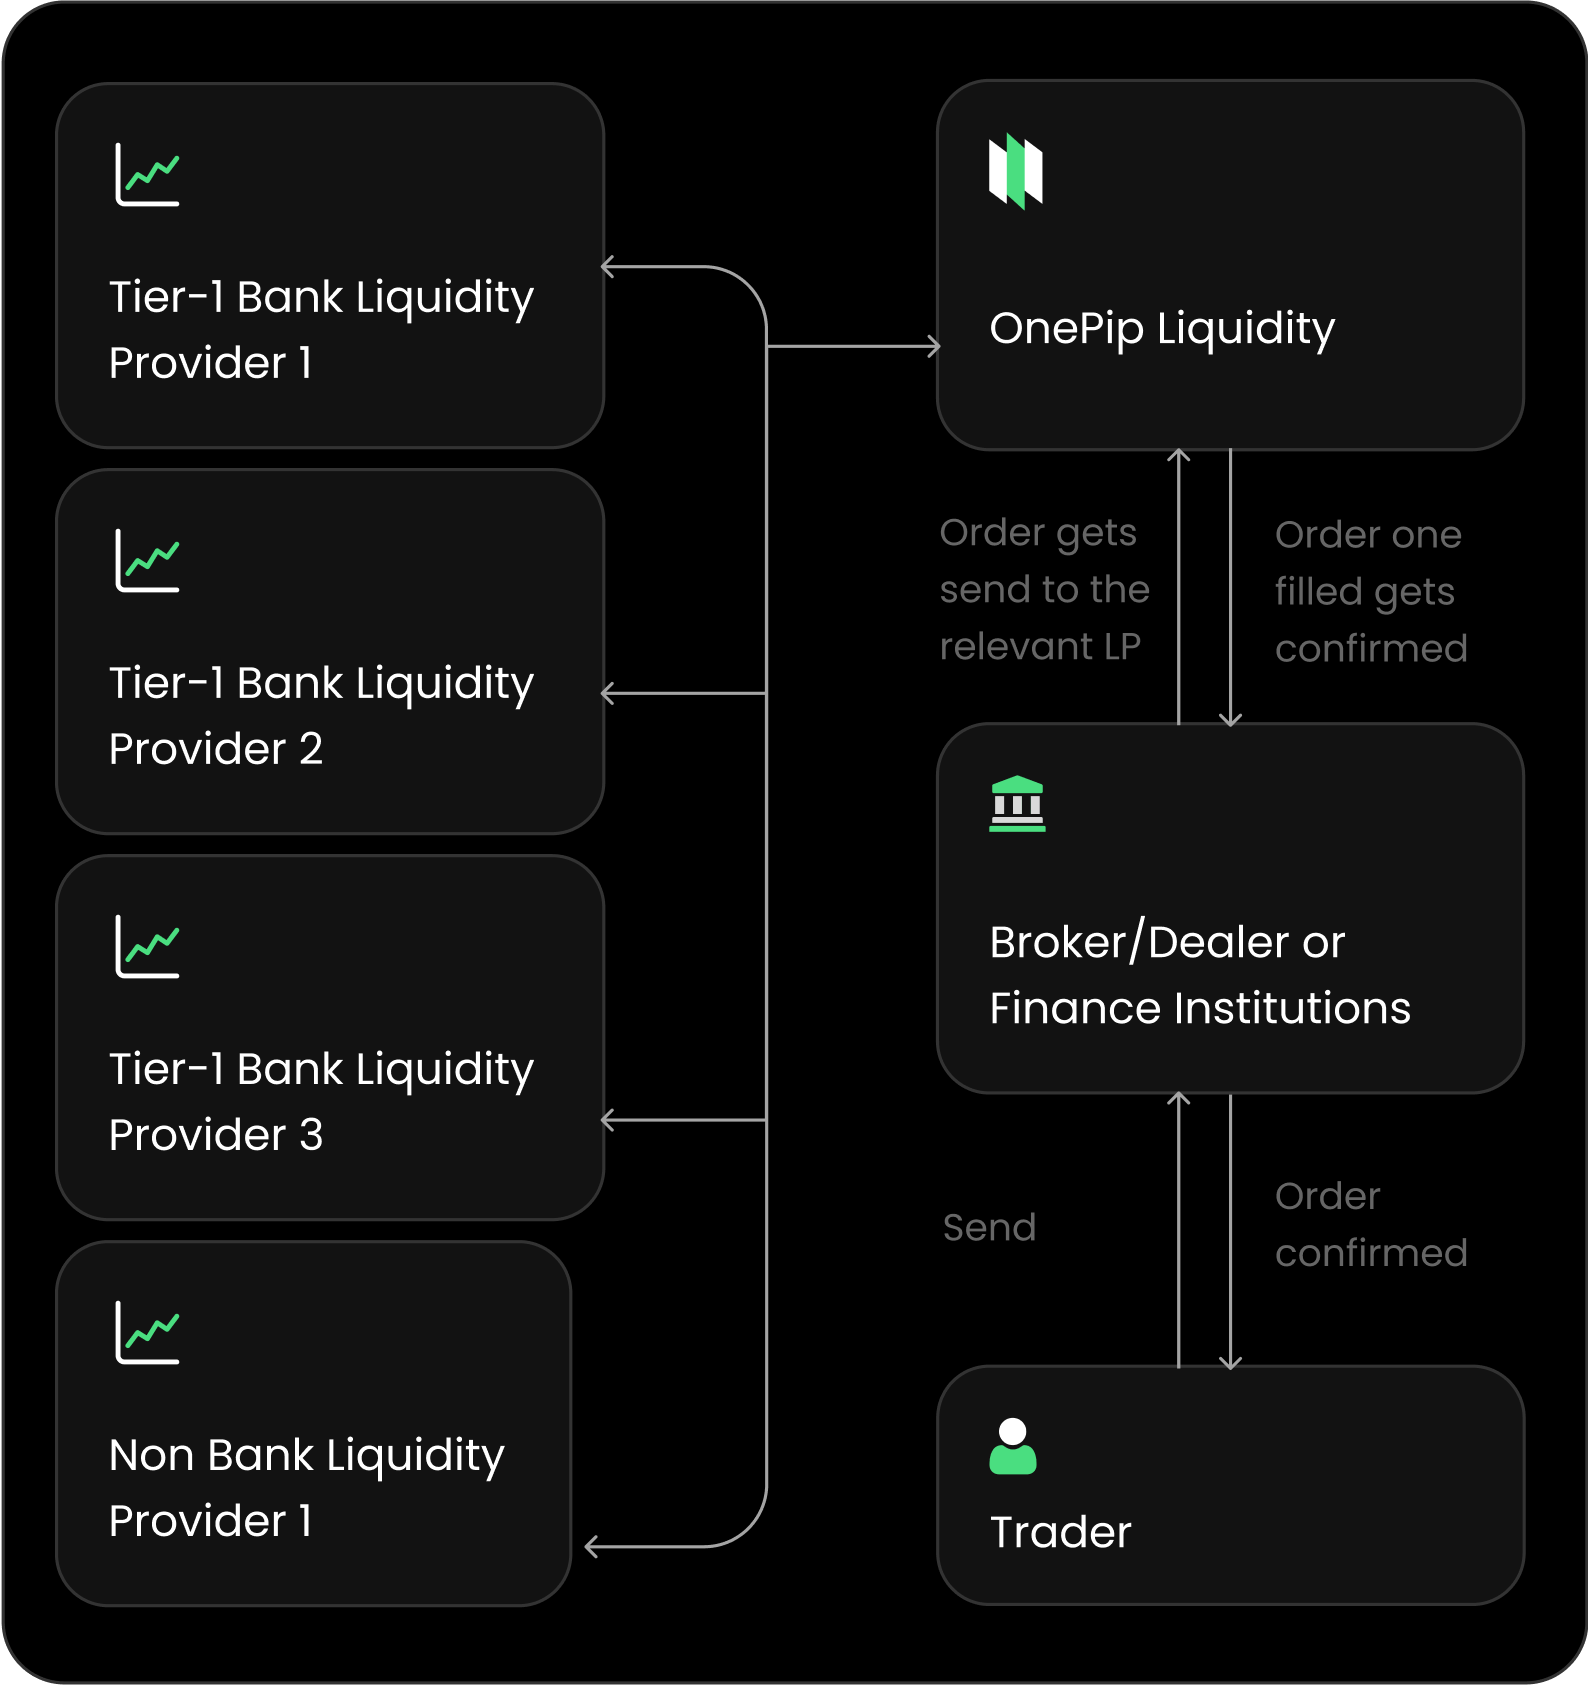 Tier-1 Bank Liquidity
Provider 1
Tier-1 Bank Liquidity
Provider 2
Tier-1 Bank Liquidity
Provider 3
Non Bank Liquidity
Provider 1
OnePip Liquidity
Order gets
send to the
relevant LP
Order one
filled gets
confirmed
Broker/Dealer or
Finance Institutions
Send
Order
confirmed
Trader